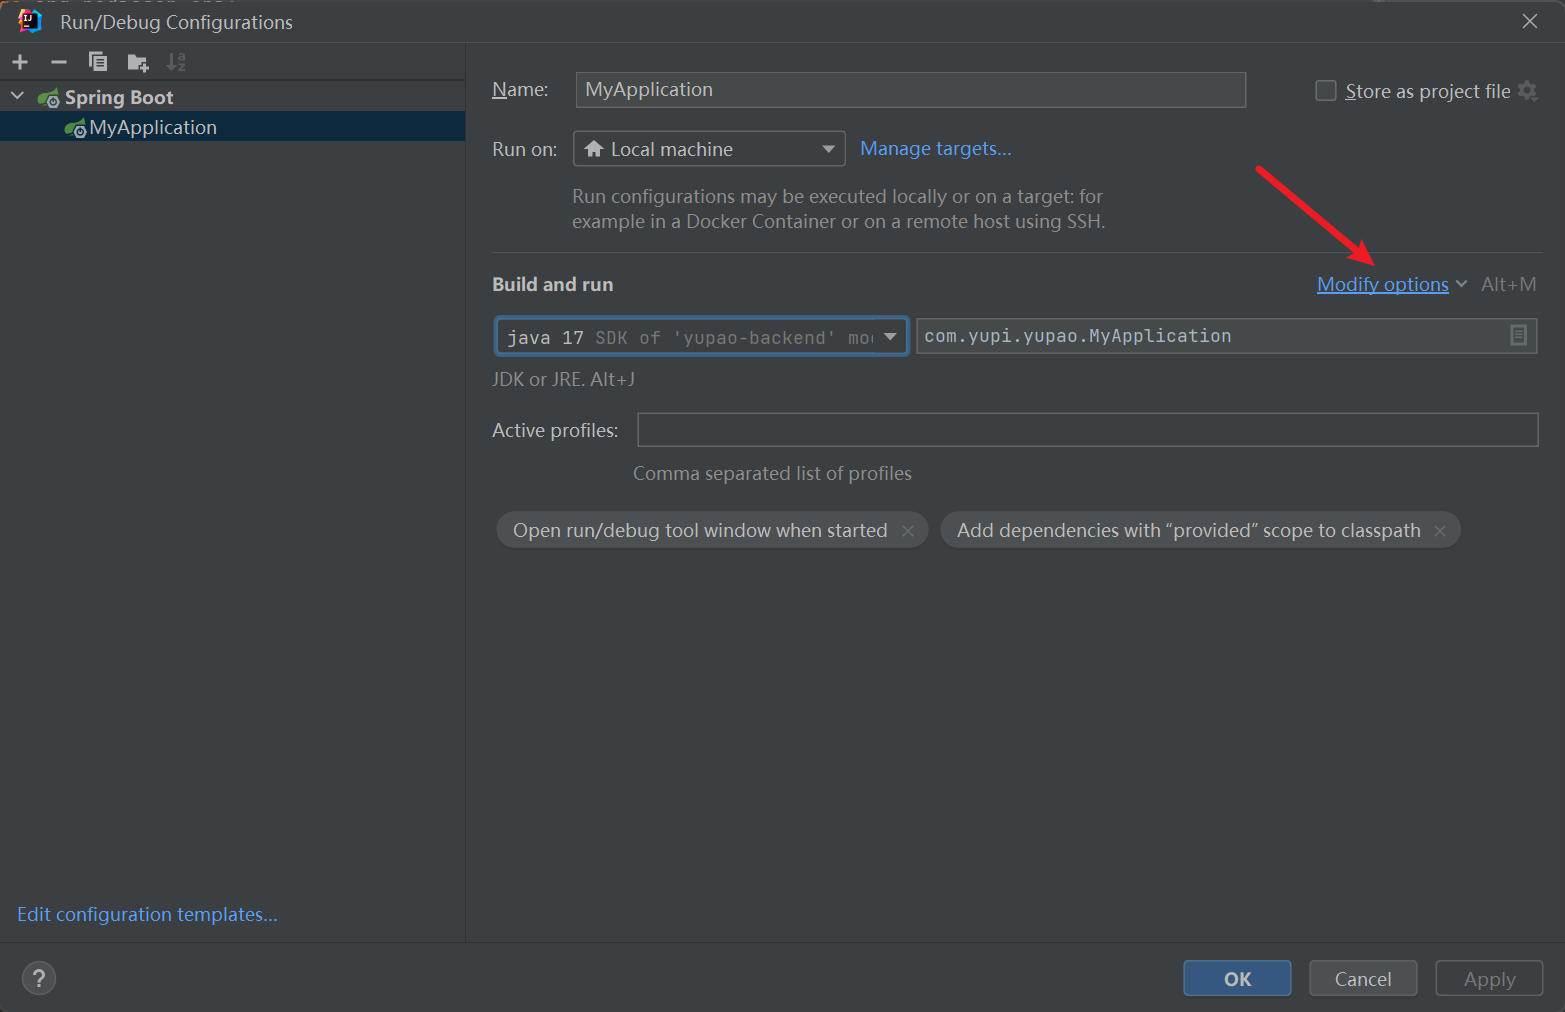 Run/Debug Configurations
Spring Boot
MyApplication
Name: MyApplication
Store as project file
Run on: Local machine Manage targets...
Run configurations may be executed locally or on a target: for
example in a Docker Container or on a remote host using SSH.
Build and run
Modify options Alt+M
java 17 SDK of 'yupao-backend'
com.yupi.yupao.MyApplication
JDK or JRE. Alt+J
Active profiles:
Comma separated list of profiles
Open run/debug tool window when started
Add dependencies with “provided” scope to classpath
Edit configuration templates...
?
OK Cancel Apply